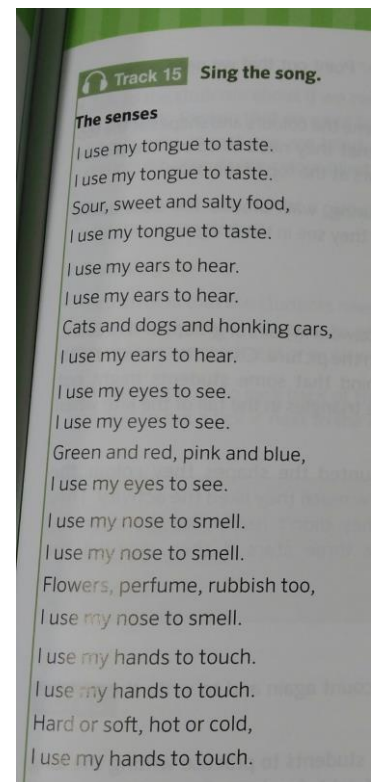 Track 15 Sing the song.
The senses
I use my tongue to taste.
I use my tongue to taste.
Sour, sweet and salty food,
I use my tongue to taste.
I use my ears to hear.
I use my ears to hear.
Cats and dogs and honking cars,
I use my ears to hear.
I use my eyes to see.
I use my eyes to see.
Green and red, pink and blue,
I use my eyes to see.
I use my nose to smell.
I use my nose to smell.
Flowers, perfume, rubbish too,
I use my nose to smell.
I use my hands to touch.
I use my hands to touch.
Hard or soft, hot or cold,
I use my hands to touch.